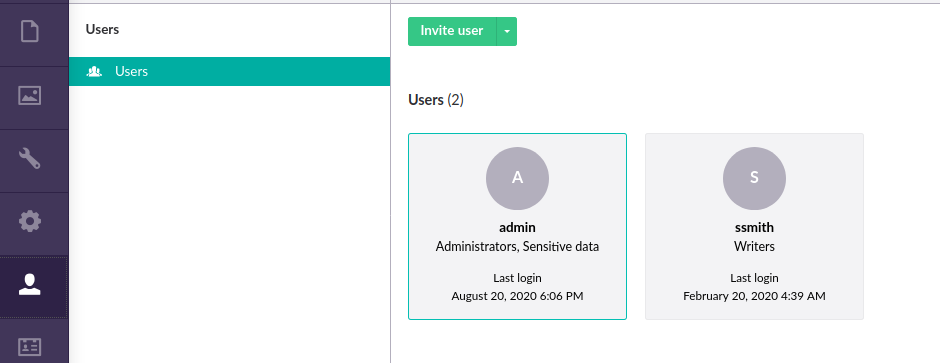 Users
Users
Invite user
Users (2)
A
admin
Administrators, Sensitive data
Last login
August 20, 2020 6:06 PM
S
ssmith
Writers
Last login
February 20, 2020 4:39 AM